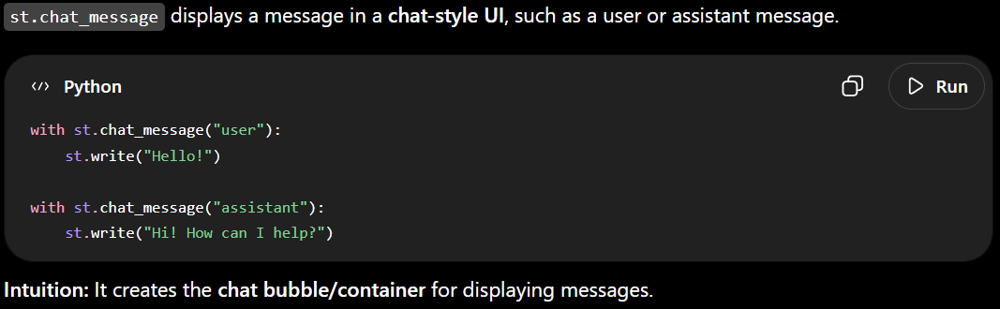 st.chat_message displays a message in a chat-style UI, such as a user or assistant message.
Python
Run
with st.chat_message("user"):
    st.write("Hello!")

with st.chat_message("assistant"):
    st.write("Hi! How can I help?")
Intuition: It creates the chat bubble/container for displaying messages.